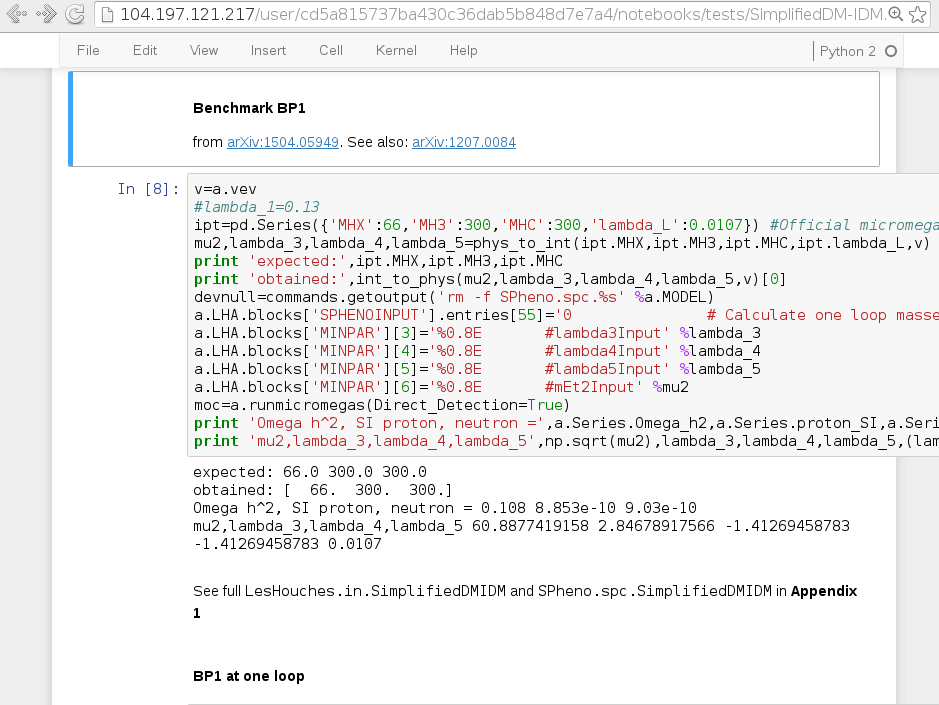 104.197.121.217/user/cd5a815737ba430c36dab5b848d7e7a4/notebooks/tests/SimplifiedDM-IDM.
File Edit View Insert Cell Kernel Help Python 2
Benchmark BP1
from arXiv:1504.05949. See also: arXiv:1207.0084
In [8]:
v=a.vev
#lambda_1=0.13
ipt=pd.Series({'MHX':66,'MH3':300,'MHC':300,'lambda_L':0.0107}) #Official micromega
mu2,lambda_3,lambda_4,lambda_5=phys_to_int(ipt.MHX,ipt.MH3,ipt.MHC,ipt.lambda_L,v)
print 'expected:',ipt.MHX,ipt.MH3,ipt.MHC
print 'obtained:',int_to_phys(mu2,lambda_3,lambda_4,lambda_5,v)[0]
devnull=commands.getoutput('rm -f SPheno.spc.%s' %a.MODEL)
a.LHA.blocks['SPHENOINPUT'].entries[55]='0               # Calculate one loop masse
a.LHA.blocks['MINPAR'][3]='%0.8E       #lambda3Input' %lambda_3
a.LHA.blocks['MINPAR'][4]='%0.8E       #lambda4Input' %lambda_4
a.LHA.blocks['MINPAR'][5]='%0.8E       #lambda5Input' %lambda_5
a.LHA.blocks['MINPAR'][6]='%0.8E       #mEt2Input' %mu2
moc=a.runmicromegas(Direct_Detection=True)
print 'Omega h^2, SI proton, neutron =',a.Series.Omega_h2,a.Series.proton_SI,a.Seri
print 'mu2,lambda_3,lambda_4,lambda_5',np.sqrt(mu2),lambda_3,lambda_4,lambda_5,(lam
expected: 66.0 300.0 300.0
obtained: [  66.  300.  300.]
Omega h^2, SI proton, neutron = 0.108 8.853e-10 9.03e-10
mu2,lambda_3,lambda_4,lambda_5 60.8877419158 2.84678917566 -1.41269458783
-1.41269458783 0.0107
See full LesHouches.in.SimplifiedDMIDM and SPheno.spc.SimplifiedDMIDM in Appendix
1
BP1 at one loop